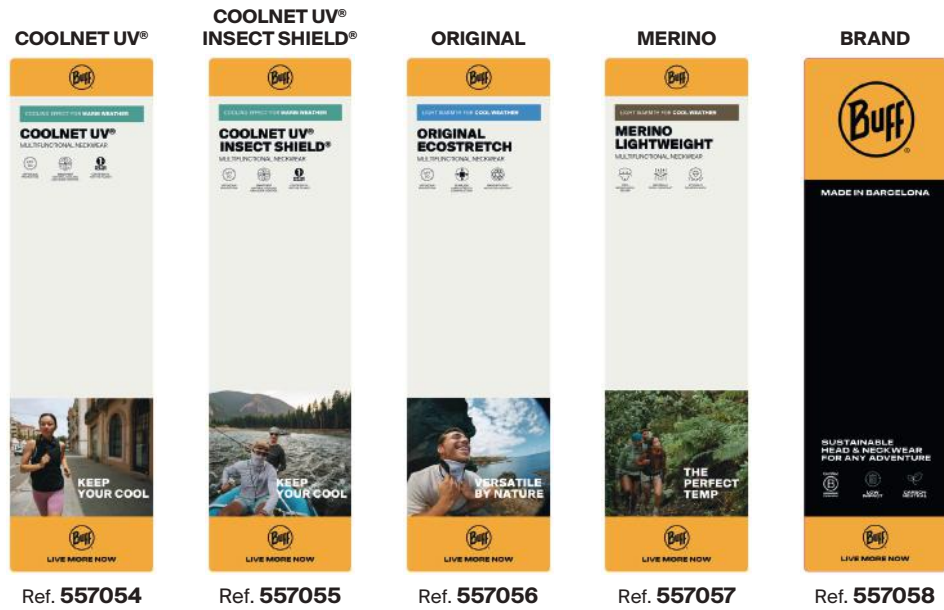 COOLNET UV®
COOLNET UV®
INSECT SHIELD®
ORIGINAL
MERINO
BRAND
Buff
COOLING EFFECT FOR WARM WEATHER
COOLNET UV®
MULTIFUNCTIONAL NECKWEAR
KEEP
YOUR COOL
Buff
LIVE MORE NOW
Ref. 557054
Buff
COOLING EFFECT FOR WARM WEATHER
COOLNET UV®
INSECT SHIELD®
MULTIFUNCTIONAL NECKWEAR
KEEP
YOUR COOL
Buff
LIVE MORE NOW
Ref. 557055
Buff
LIGHT WARMTH FOR COOL WEATHER
ORIGINAL
ECOSTRETCH
MULTIFUNCTIONAL NECKWEAR
VERSATILE
BY NATURE
Buff
LIVE MORE NOW
Ref. 557056
Buff
LIGHT WARMTH FOR COOL WEATHER
MERINO
LIGHTWEIGHT
MULTIFUNCTIONAL NECKWEAR
THE
PERFECT
TEMP
Buff
LIVE MORE NOW
Ref. 557057
Buff®
MADE IN BARCELONA
SUSTAINABLE
HEAD & NECKWEAR
FOR ANY ADVENTURE
LOW
IMPACT
CARBON
NEUTRAL
Buff
LIVE MORE NOW
Ref. 557058